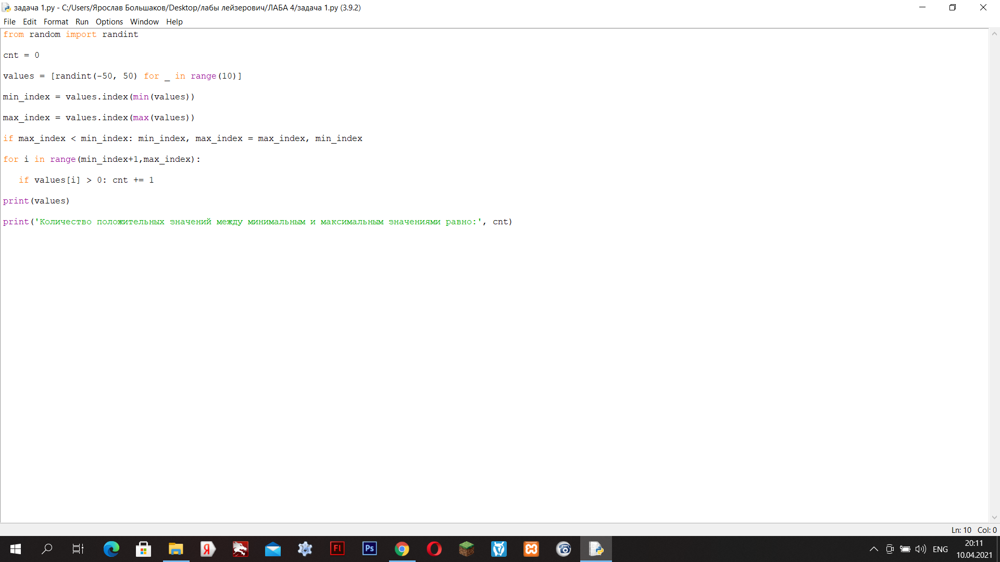 задача 1.py - C:/Users/Ярослав Большаков/Desktop/лабы лейзерович/ЛАБА 4/задача 1.py (3.9.2)
File Edit Format Run Options Window Help
from random import randint
cnt = 0
values = [randint(-50, 50) for _ in range(10)]
min_index = values.index(min(values))
max_index = values.index(max(values))
if max_index < min_index: min_index, max_index = max_index, min_index
for i in range(min_index+1,max_index):
   if values[i] > 0: cnt += 1
print(values)
print('Количество положительных значений между минимальным и максимальным значениями равно:', cnt)
Ln: 10 Col: 0
Я
Fl
Ps
ENG
20:11
10.04.2021